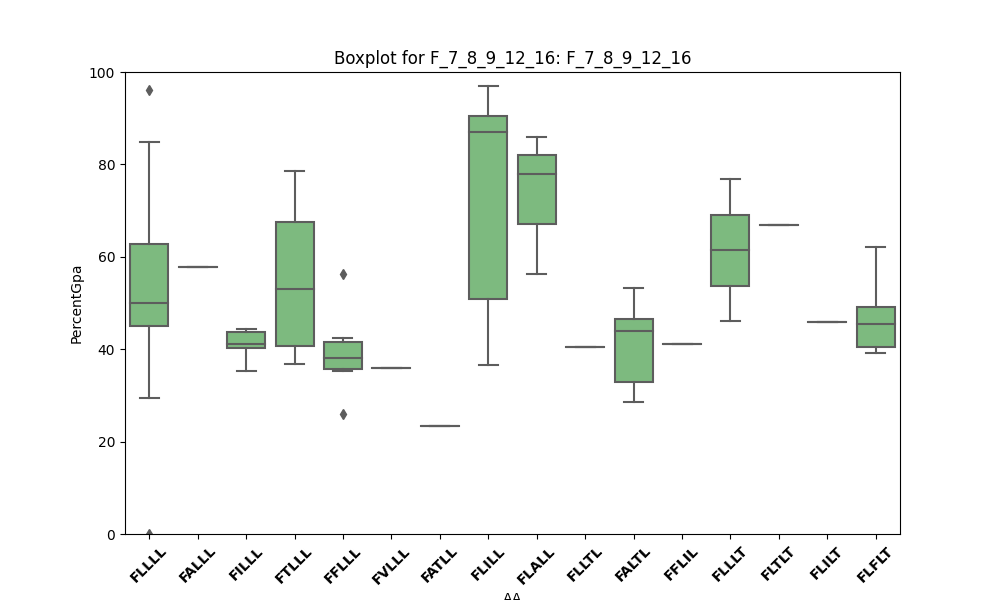 Boxplot for F_7_8_9_12_16: F_7_8_9_12_16
PercentGpa
100
80
60
40
20
0
FLLLL FALLL FILLL FTLLL FFLLL FVLLL FATLL FLILL FLALL FLLTL FALTL FFLIL FLLLT FLTLT FLILT FLFLT
AA